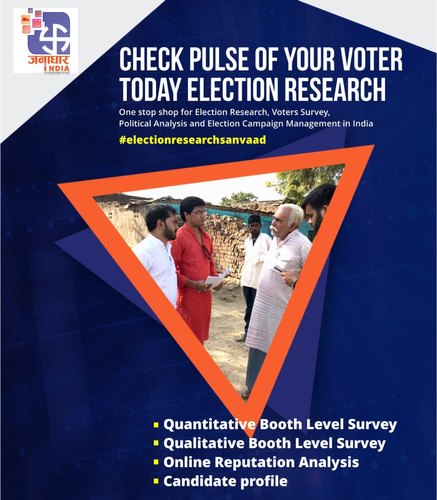 जनाधार
INDIA
CHECK PULSE OF YOUR VOTER
TODAY ELECTION RESEARCH
One stop shop for Election Research, Voters Survey,
Political Analysis and Election Campaign Management in India
#electionresearchsanvaad
Quantitative Booth Level Survey
Qualitative Booth Level Survey
Online Reputation Analysis
Candidate profile